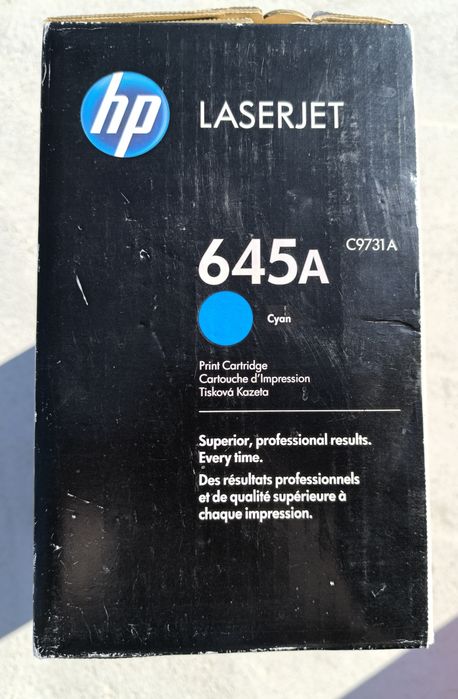 hp
LASERJET
645A
C9731A
Cyan
Print Cartridge
Cartouche d'Impression
Tisková Kazeta
Superior, professional results.
Every time.
Des résultats professionnels
et de qualité supérieure à
chaque impression.